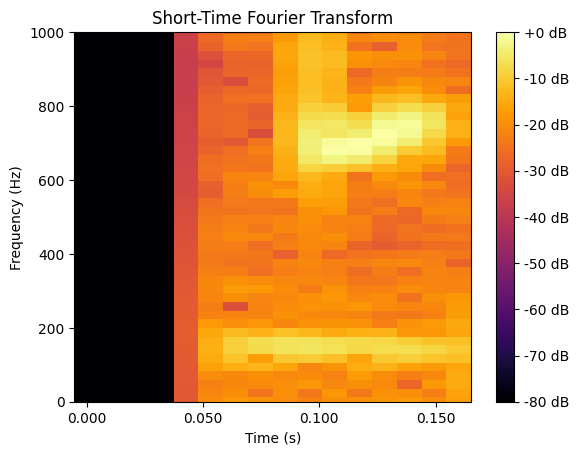 Short-Time Fourier Transform
1000
800
600
400
200
0
Frequency (Hz)
0.000
0.050
0.100
0.150
Time (s)
+0 dB
-10 dB
-20 dB
-30 dB
-40 dB
-50 dB
-60 dB
-70 dB
-80 dB